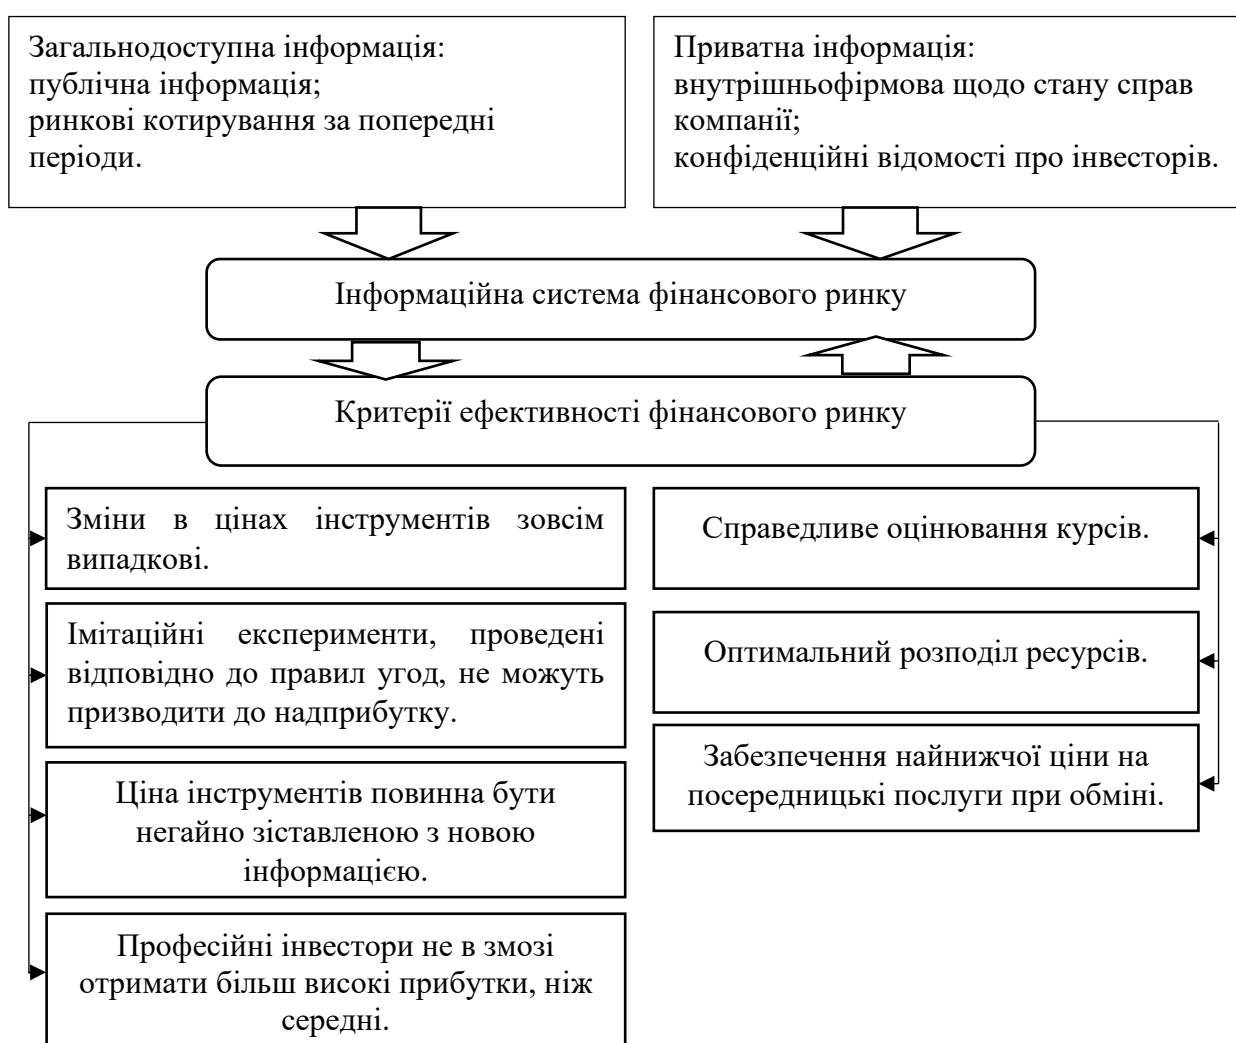 Загальнодоступна інформація:
публічна інформація;
ринкові котирування за попередні
періоди.
Приватна інформація:
внутрішньофірмова щодо стану справ
компанії;
конфіденційні відомості про інвесторів.
Інформаційна система фінансового ринку
Критерії ефективності фінансового ринку
Зміни в цінах інструментів зовсім
випадкові.
Імітаційні експерименти, проведені
відповідно до правил угод, не можуть
призводити до надприбутку.
Ціна інструментів повинна бути
негайно зіставленою з новою
інформацією.
Професійні інвестори не в змозі
отримати більш високі прибутки, ніж
середні.
Справедливе оцінювання курсів.
Оптимальний розподіл ресурсів.
Забезпечення найнижчої ціни на
посередницькі послуги при обміні.